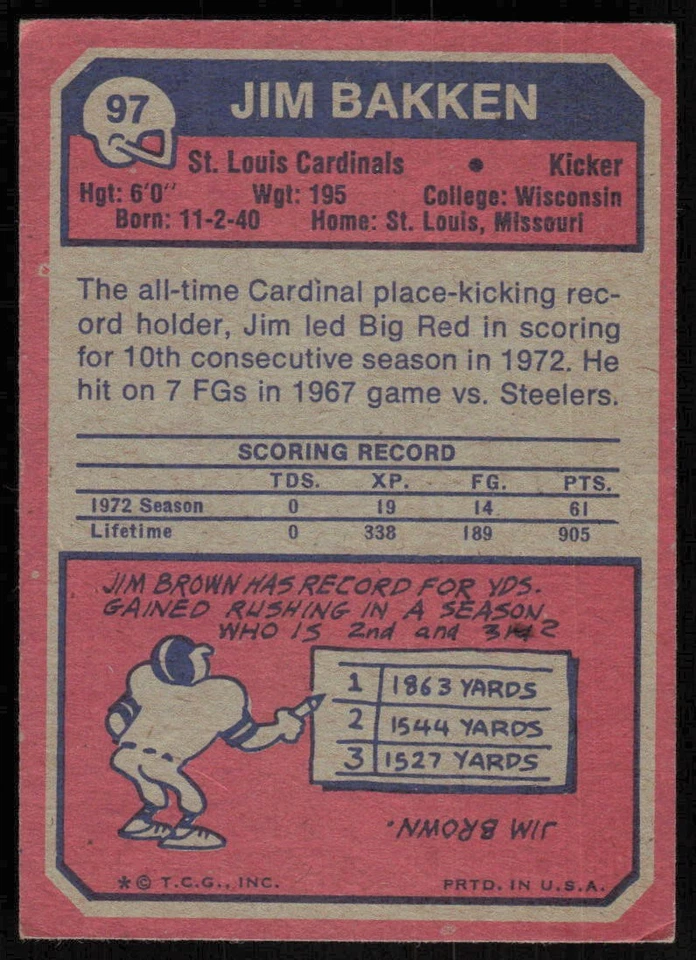 97
JIM BAKKEN
St. Louis Cardinals • Kicker
Hgt: 6'0" Wgt: 195 College: Wisconsin
Born: 11-2-40 Home: St. Louis, Missouri
The all-time Cardinal place-kicking rec-
ord holder, Jim led Big Red in scoring
for 10th consecutive season in 1972. He
hit on 7 FGs in 1967 game vs. Steelers.
SCORING RECORD
TDS. XP. FG. PTS.
1972 Season 0 19 14 61
Lifetime 0 338 189 905
JIM BROWN HAS RECORD FOR YDS.
GAINED RUSHING IN A SEASON.
WHO IS 2nd and 3rd?
1 1863 YARDS
2 1544 YARDS
3 1527 YARDS
JIM BROWN.
*© T.C.G., INC. PRTD. IN U.S.A.